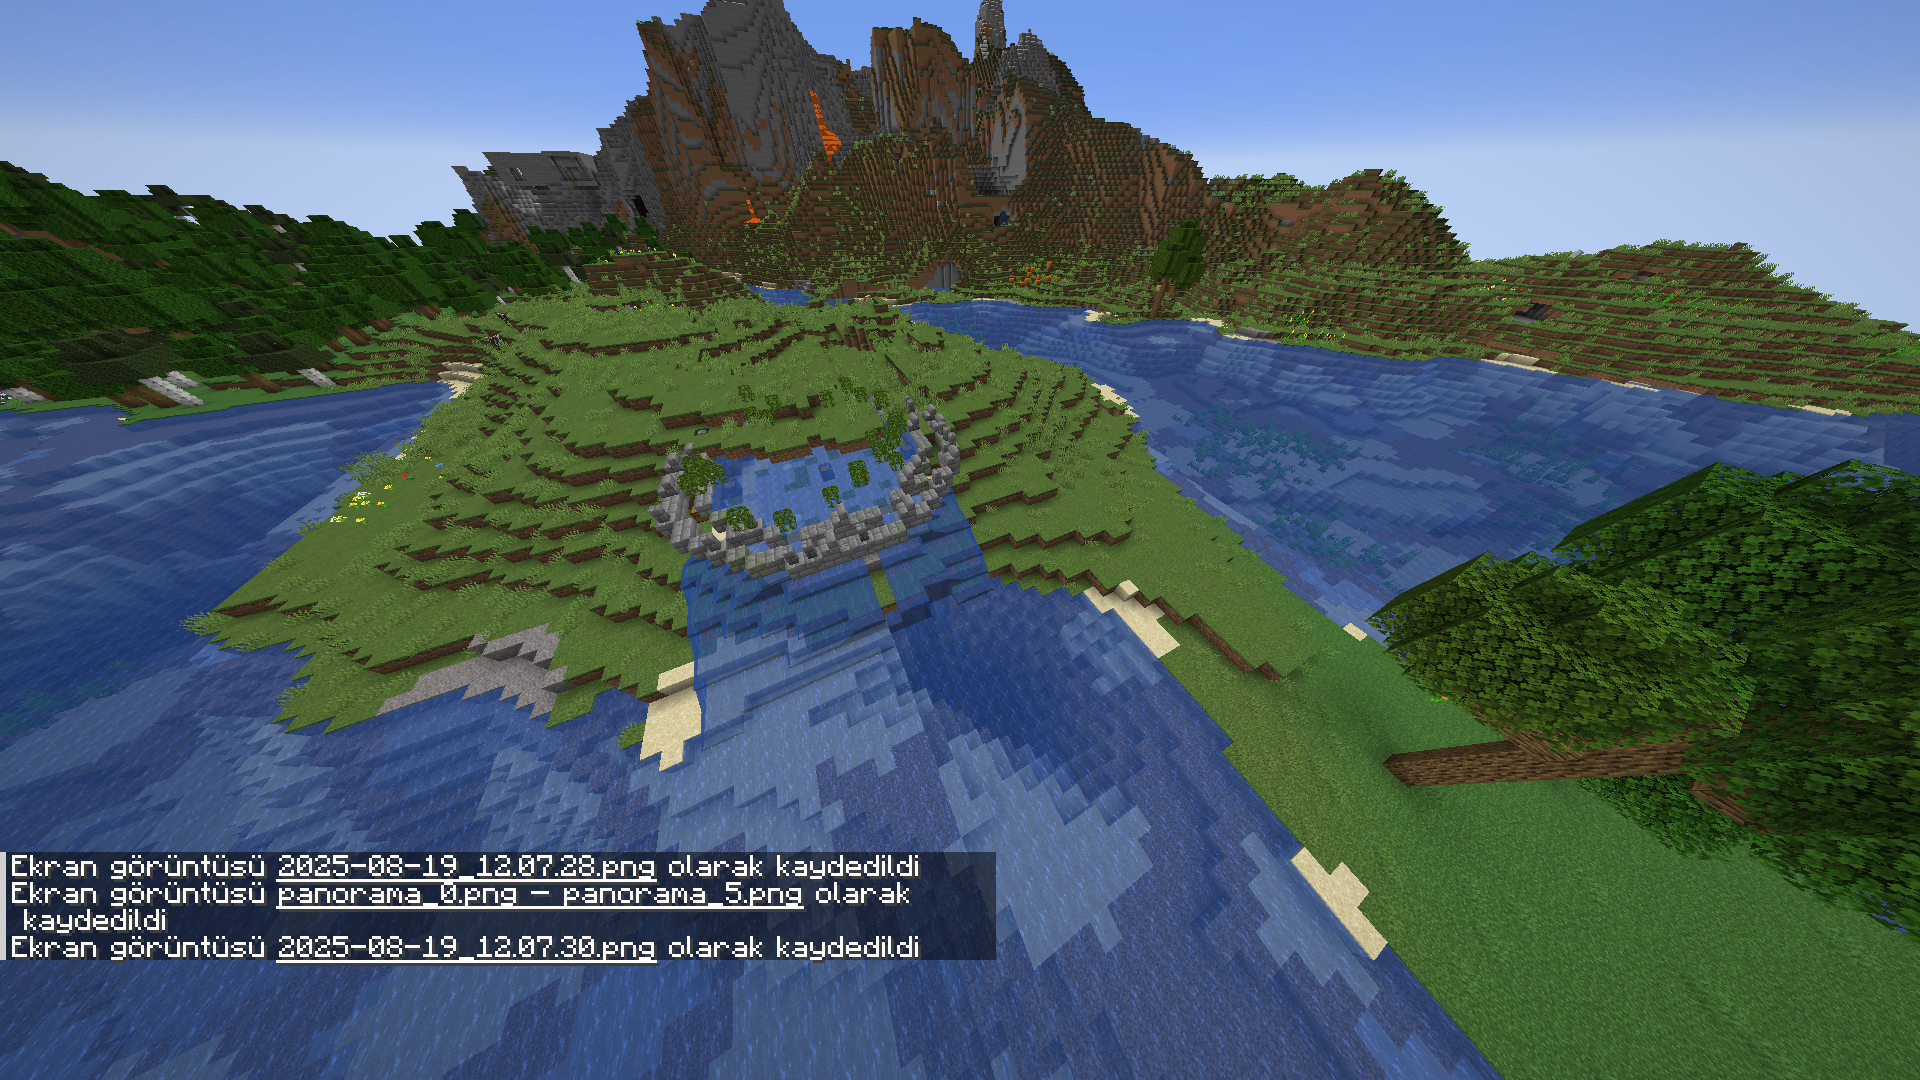 Ekran görüntüsü 2025-08-19_12.07.28.png olarak kaydedildi
Ekran görüntüsü panorama_0.png - panorama_5.png olarak
kaydedildi
Ekran görüntüsü 2025-08-19_12.07.30.png olarak kaydedildi